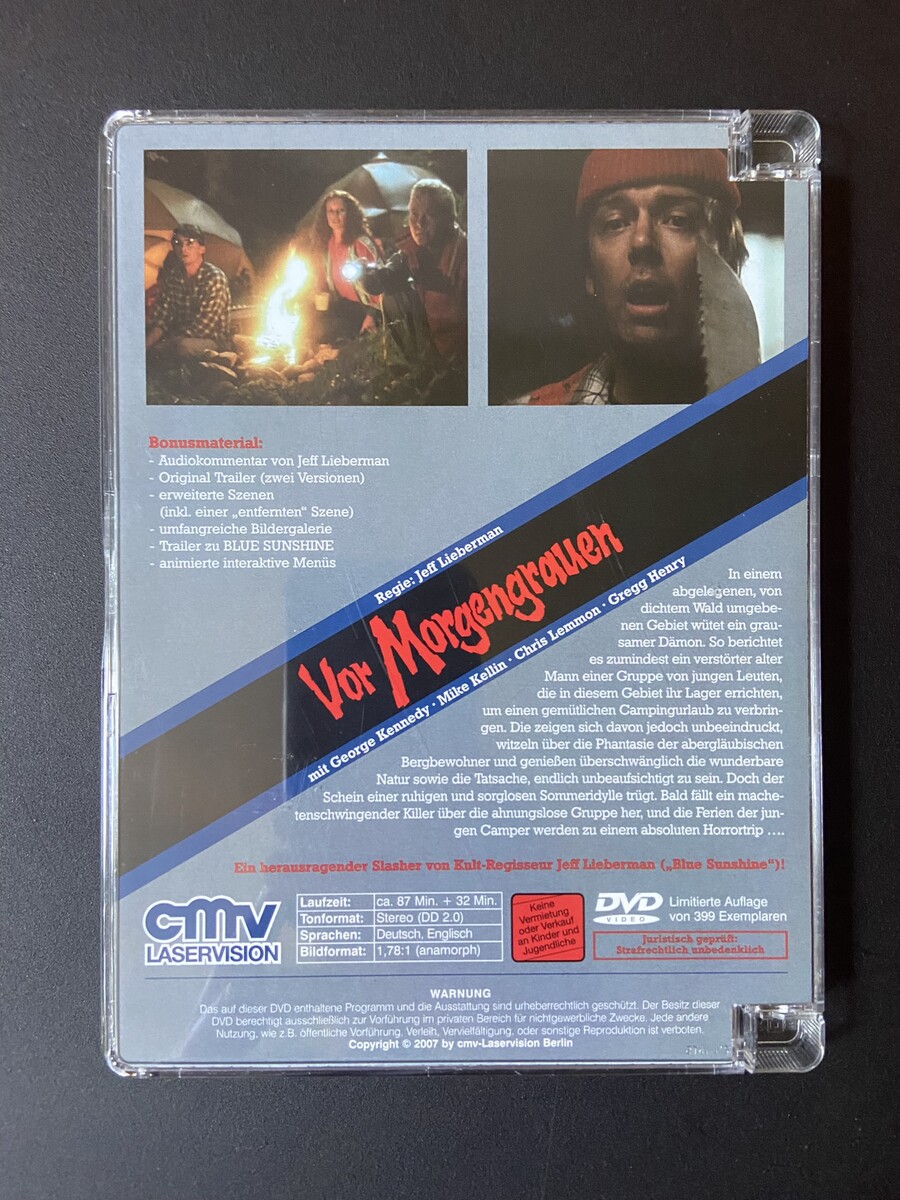 Bonusmaterial:
- Audiokommentar von Jeff Lieberman
- Original Trailer (zwei Versionen)
- erweiterte Szenen
(inkl. einer „entfernten“ Szene)
- umfangreiche Bildergalerie
- Trailer zu BLUE SUNSHINE
- animierte interaktive Menüs
Regie: Jeff Lieberman
Vor Morgengrauen
mit George Kennedy · Mike Kellin · Chris Lemmon · Gregg Henry
In einem
abgelegenen, von
dichtem Wald umgebe-
nen Gebiet wütet ein grau-
samer Dämon. So berichtet
es zumindest ein verstörter alter
Mann einer Gruppe von jungen Leuten,
die in diesem Gebiet ihr Lager errichten,
um einen gemütlichen Campingurlaub zu verbrin-
gen. Die zeigen sich davon jedoch unbeeindruckt,
witzeln über die Phantasie der abergläubischen
Bergbewohner und genießen überschwänglich die wunderbare
Natur sowie die Tatsache, endlich unbeaufsichtigt zu sein. Doch der
Schein einer ruhigen und sorglosen Sommeridylle trügt. Bald fällt ein mache-
tenschwingender Killer über die ahnungslose Gruppe her, und die Ferien der jun-
gen Camper werden zu einem absoluten Horrortrip ....
Ein herausragender Slasher von Kult-Regisseur Jeff Lieberman („Blue Sunshine“)!
cmv
LASERVISION
Laufzeit: ca. 87 Min. + 32 Min.
Tonformat: Stereo (DD 2.0)
Sprachen: Deutsch, Englisch
Bildformat: 1,78:1 (anamorph)
Keine
Vermietung
oder Verkauf
an Kinder und
Jugendliche
DVD
VIDEO
Limitierte Auflage
von 399 Exemplaren
Juristisch geprüft:
Strafrechtlich unbedenklich
WARNUNG
Das auf dieser DVD enthaltene Programm und die Ausstattung sind urheberrechtlich geschützt. Der Besitz dieser
DVD berechtigt ausschließlich zur Vorführung im privaten Bereich für nichtgewerbliche Zwecke. Jede andere
Nutzung, wie z.B. öffentliche Vorführung, Verleih, Vervielfältigung, oder sonstige Reproduktion ist verboten.
Copyright © 2007 by cmv-Laservision Berlin